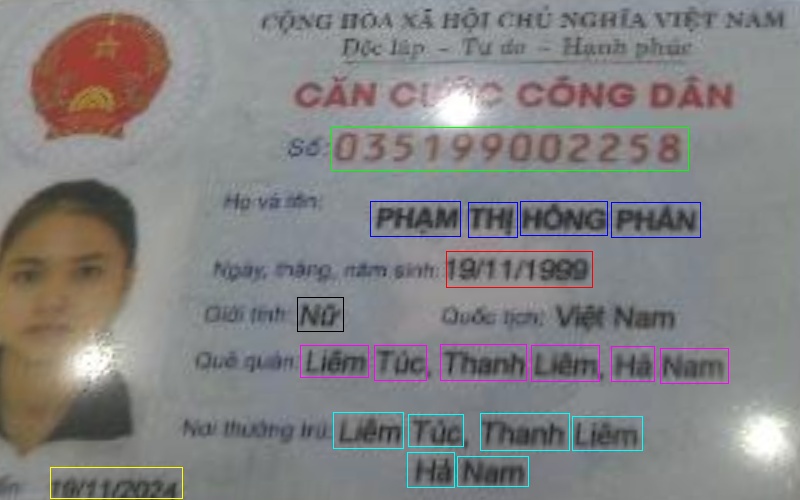 CỘNG HÒA XÃ HỘI CHỦ NGHĨA VIỆT NAM
Độc lập - Tự do - Hạnh phúc
CĂN CƯỚC CÔNG DÂN
Số: 035199002258
Họ và tên: PHẠM THỊ HỒNG PHẤN
Ngày, tháng, năm sinh: 19/11/1999
Giới tính: Nữ Quốc tịch: Việt Nam
Quê quán: Liêm Túc, Thanh Liêm, Hà Nam
Nơi thường trú: Liêm Túc, Thanh Liêm
Hà Nam
19/11/2024